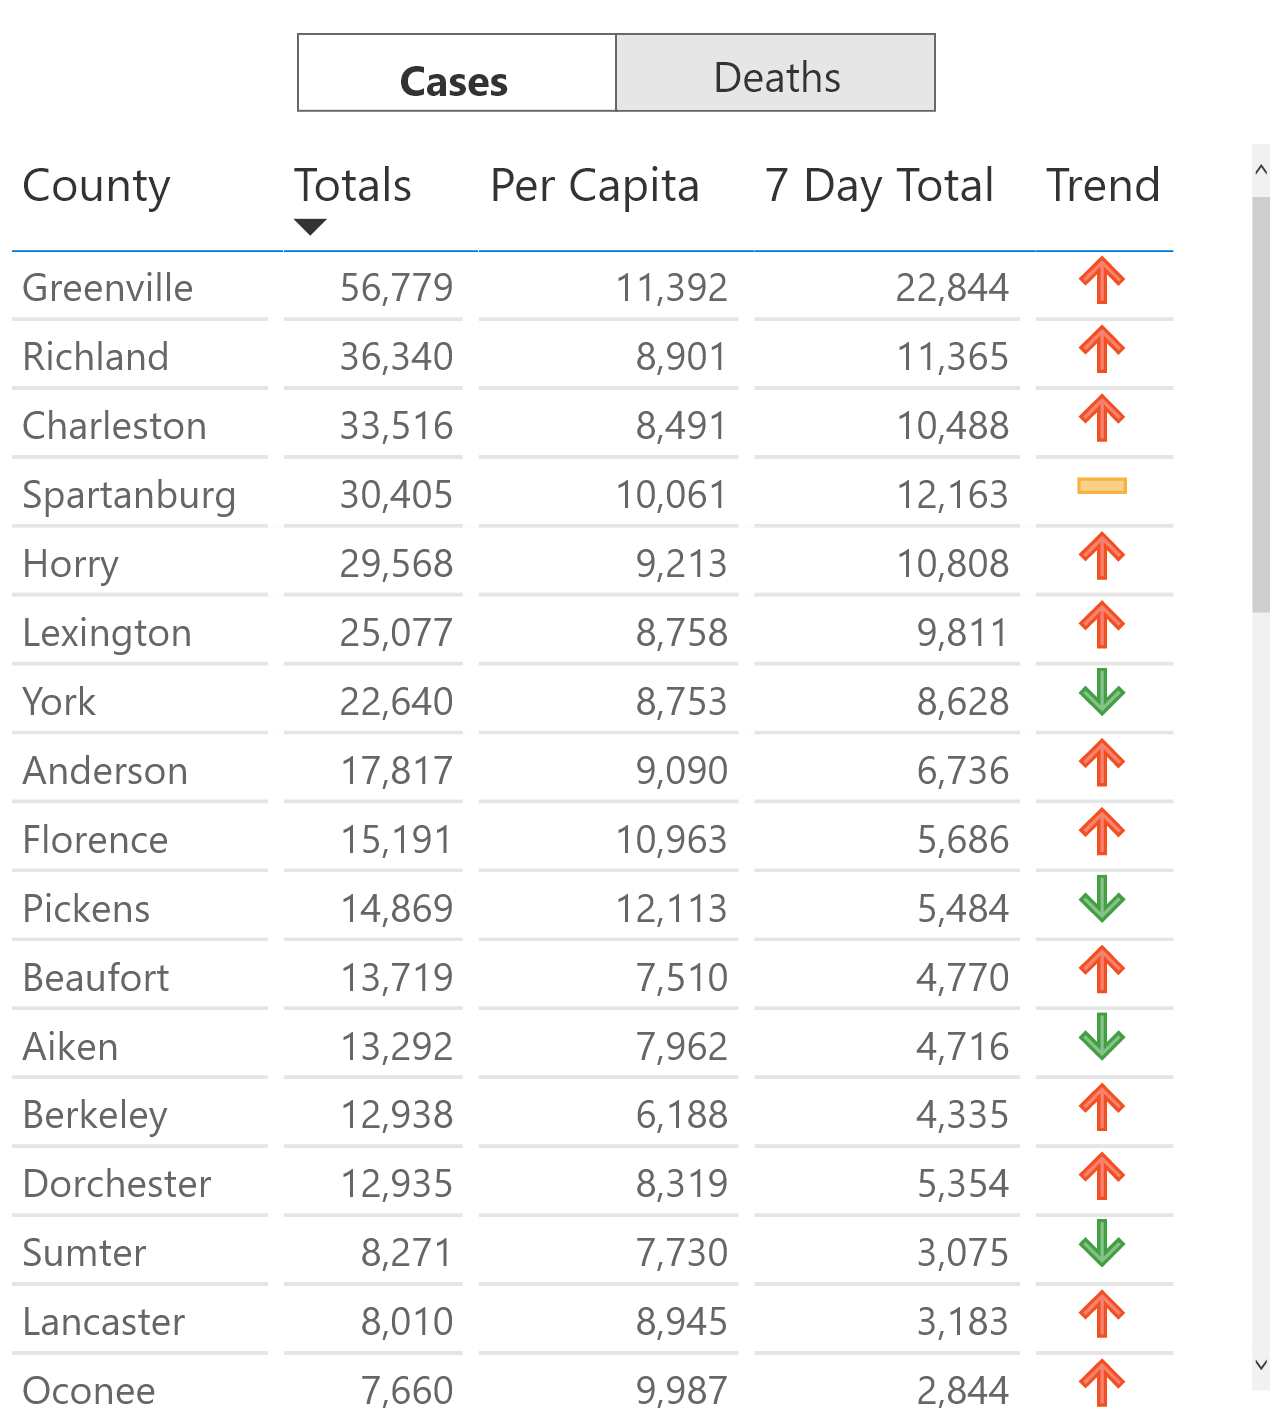 Cases Deaths
County Totals Per Capita 7 Day Total Trend
Greenville 56,779 11,392 22,844
Richland 36,340 8,901 11,365
Charleston 33,516 8,491 10,488
Spartanburg 30,405 10,061 12,163
Horry 29,568 9,213 10,808
Lexington 25,077 8,758 9,811
York 22,640 8,753 8,628
Anderson 17,817 9,090 6,736
Florence 15,191 10,963 5,686
Pickens 14,869 12,113 5,484
Beaufort 13,719 7,510 4,770
Aiken 13,292 7,962 4,716
Berkeley 12,938 6,188 4,335
Dorchester 12,935 8,319 5,354
Sumter 8,271 7,730 3,075
Lancaster 8,010 8,945 3,183
Oconee 7,660 9,987 2,844